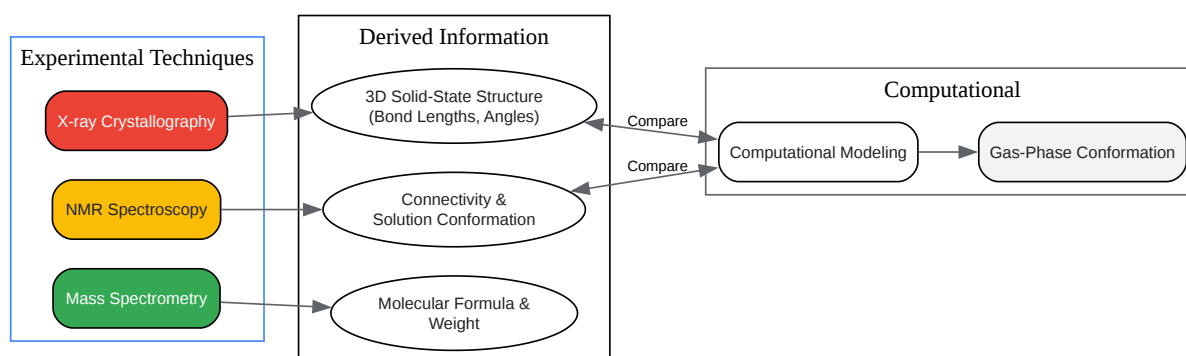 Experimental Techniques
X-ray Crystallography
NMR Spectroscopy
Mass Spectrometry
Derived Information
3D Solid-State Structure
(Bond Lengths, Angles)
Connectivity &
Solution Conformation
Molecular Formula &
Weight
Compare
Compare
Computational
Computational Modeling
Gas-Phase Conformation